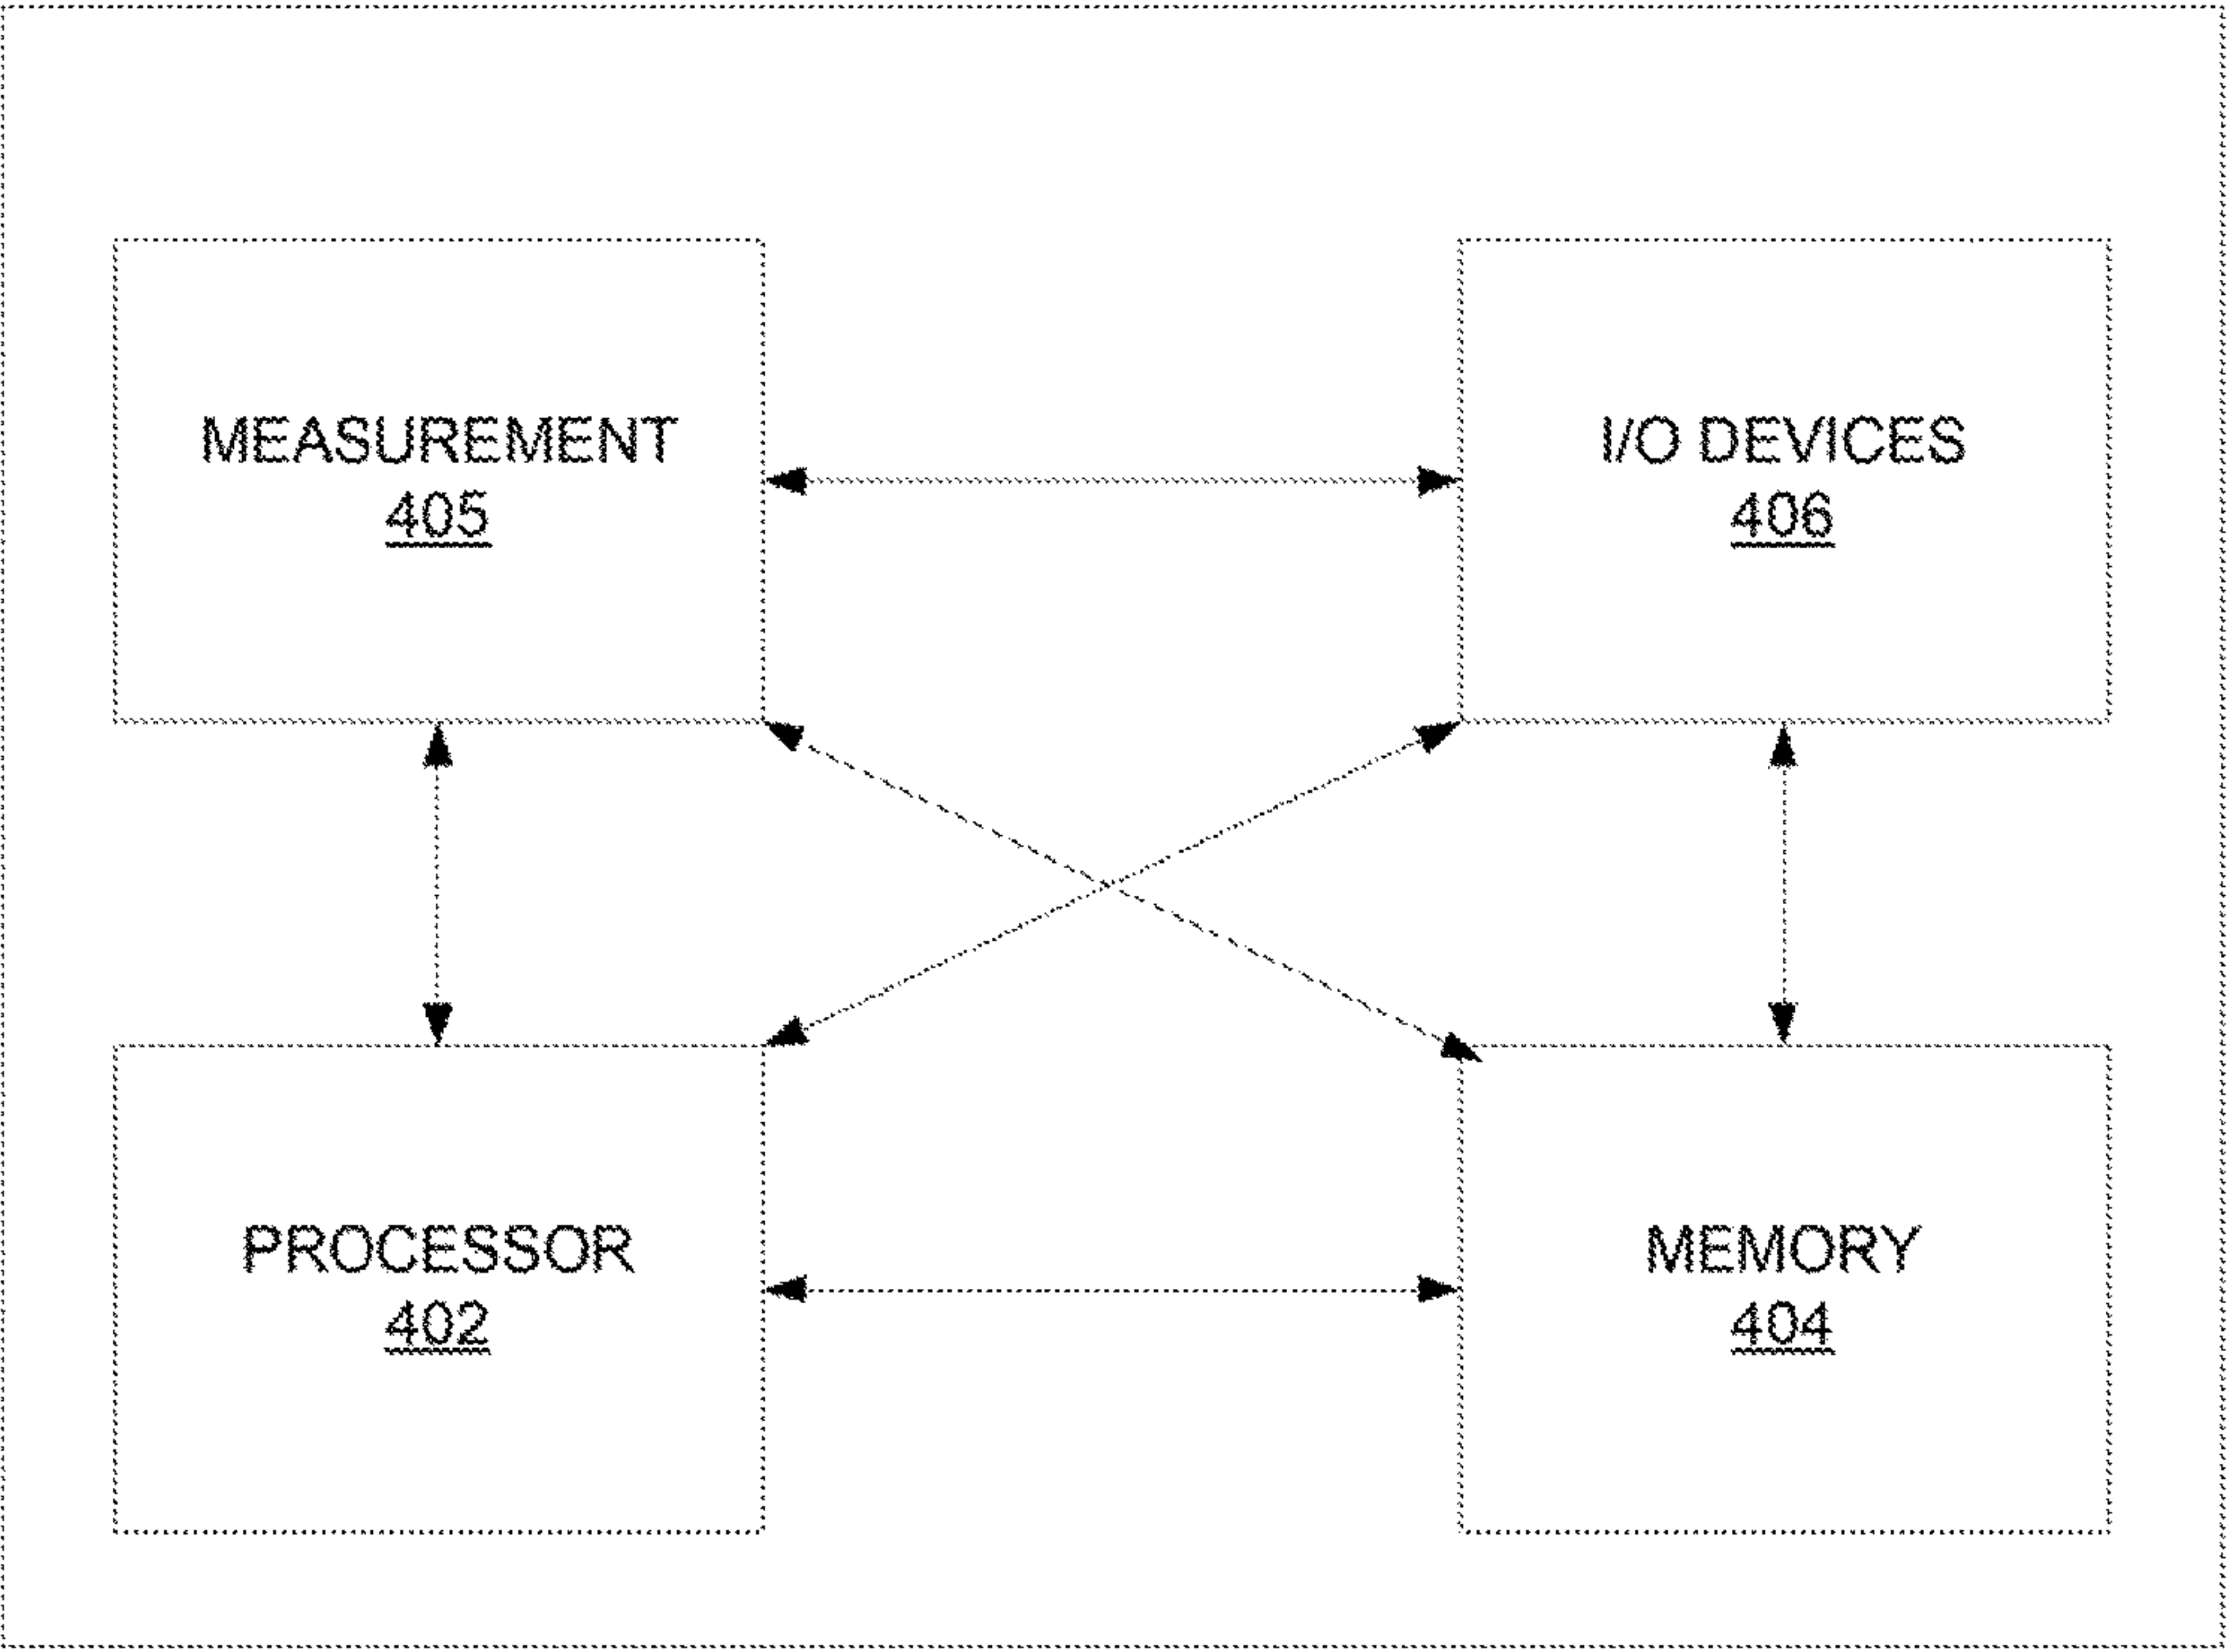 MEASUREMENT
405
I/O DEVICES
406
PROCESSOR
402
MEMORY
404